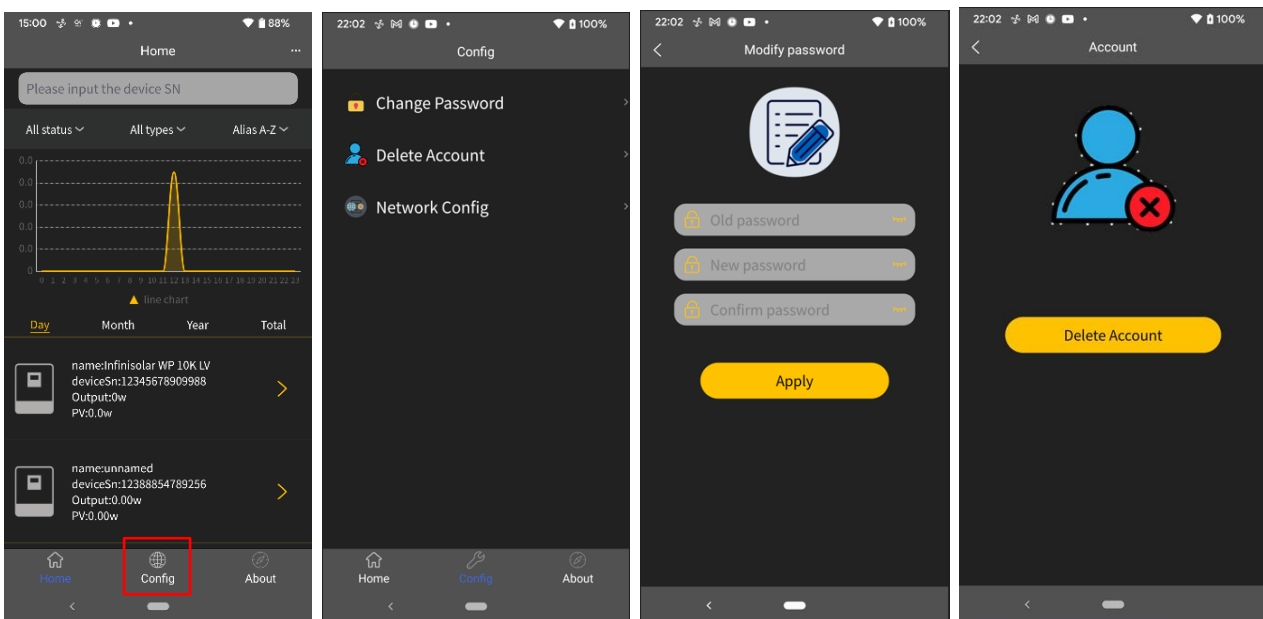 15:00
88%
Home
...
Please input the device SN
All status
All types
Alias A-Z
0.0
0.0
0.0
0.0
0.0
0
0 1 2 3 4 5 6 7 8 9 10 11 12 13 14 15 16 17 18 19 20 21 22 23
line chart
Day Month Year Total
name:Infinisolar WP 10K LV
deviceSn:12345678909988
Output:0w
PV:0.0w
name:unnamed
deviceSn:12388854789256
Output:0.00w
PV:0.00w
Home Config About
22:02
100%
Config
Change Password
Delete Account
Network Config
Home Config About
22:02
100%
Modify password
Old password
New password
Confirm password
Apply
22:02
100%
Account
Delete Account